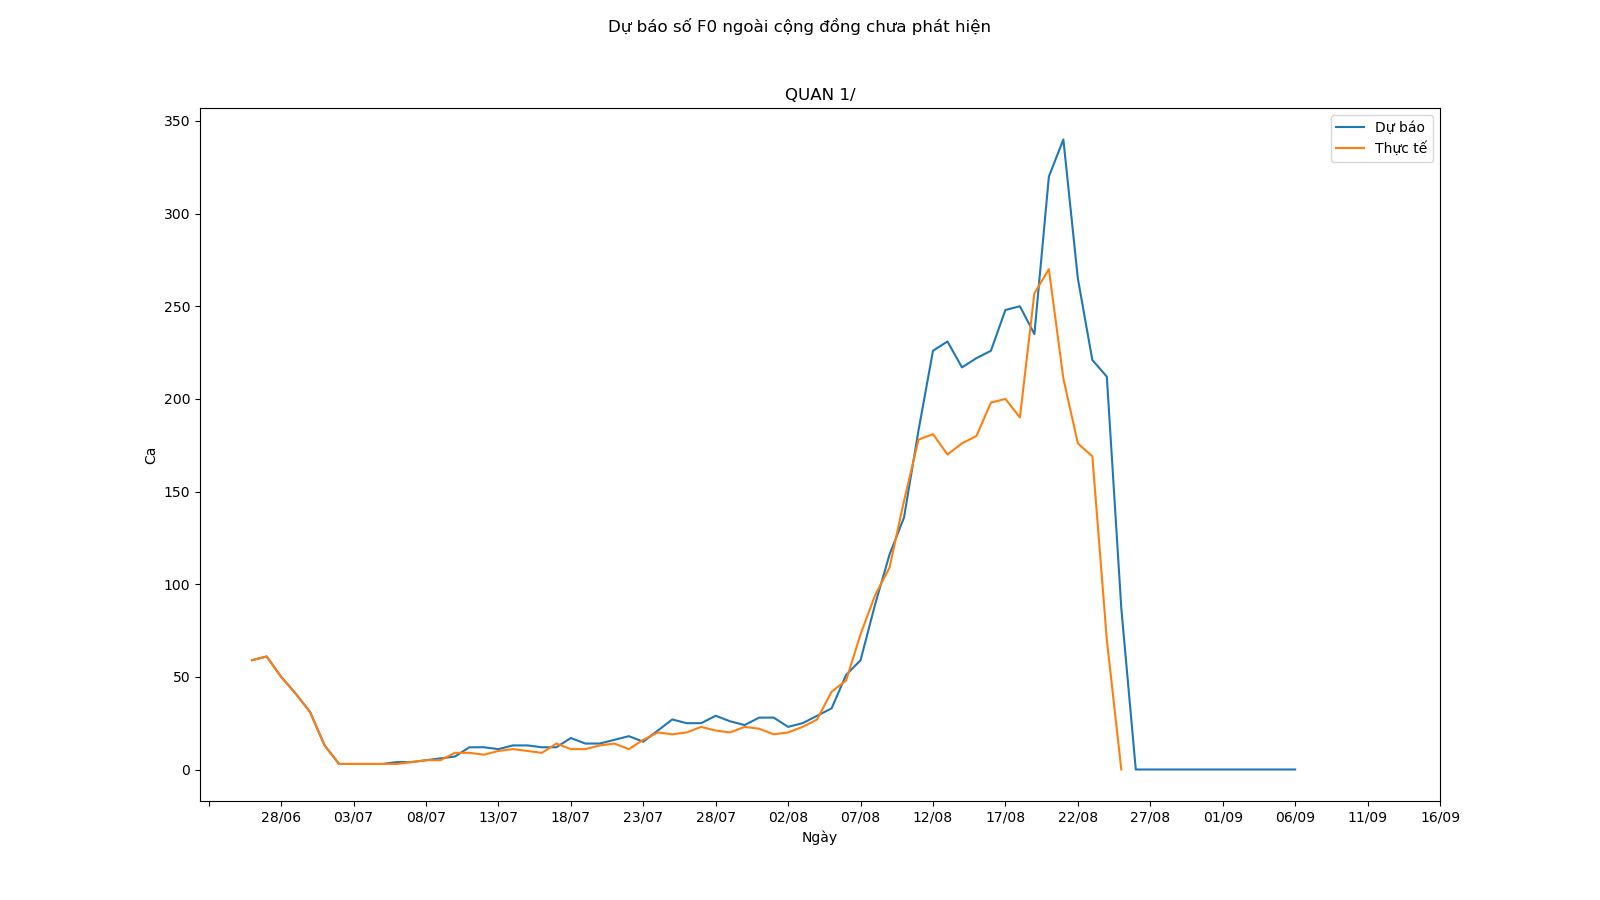 Dự báo số F0 ngoài cộng đồng chưa phát hiện
QUAN 1/
350
300
250
200
150
100
50
0
Ca
Dự báo
Thực tế
28/06 03/07 08/07 13/07 18/07 23/07 28/07 02/08 07/08 12/08 17/08 22/08 27/08 01/09 06/09 11/09 16/09
Ngày